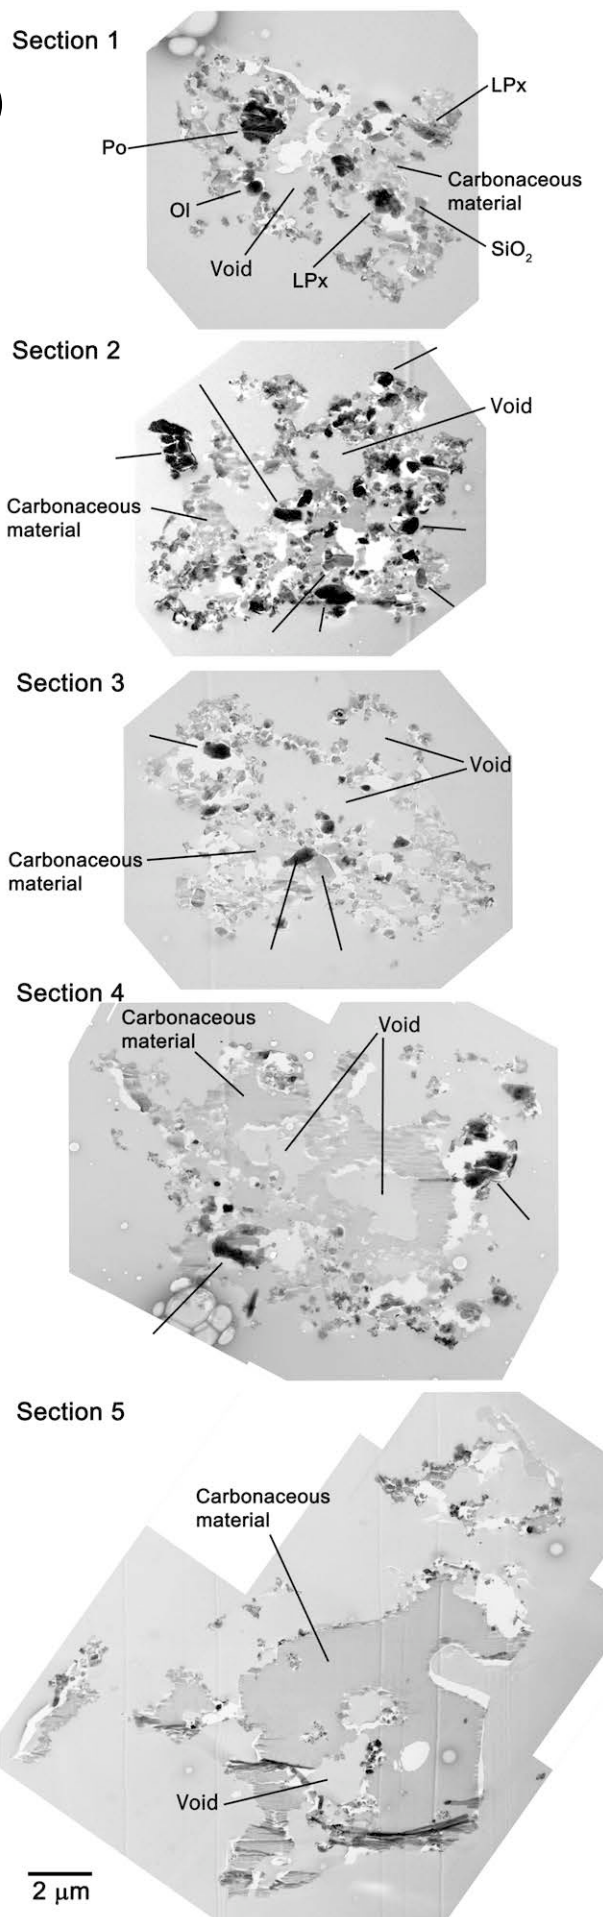 Section 1
)
LPx
Po
Carbonaceous
material
Ol
Void
LPx
SiO₂
Section 2
Void
Carbonaceous
material
Section 3
Void
Carbonaceous
material
Section 4
Carbonaceous
material
Void
Section 5
Carbonaceous
material
Void
2 μm